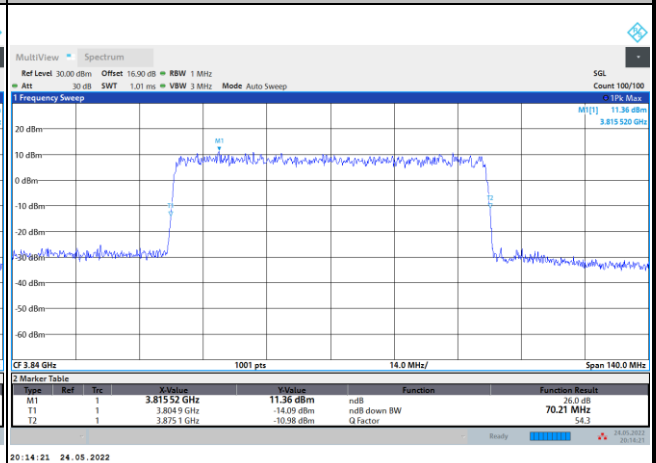 MultiView Spectrum
Ref Level 30.00 dBm Offset 16.90 dB RBW 1 MHz SGL
Att 30 dB SWT 1.01 ms VBW 3 MHz Mode Auto Sweep Count 100/100
1 Frequency Sweep 1Pk Max
M1[1] 11.36 dBm
3.815 520 GHz
20 dBm
M1
10 dBm
0 dBm
-10 dBm
T1
T2
-20 dBm
-30 dBm
-40 dBm
-50 dBm
-60 dBm
CF 3.84 GHz 1001 pts 14.0 MHz/ Span 140.0 MHz
2 Marker Table
Type Ref Trc X-Value Y-Value Function Function Result
M1 1 3.815 52 GHz 11.36 dBm ndB 26.0 dB
T1 1 3.804 9 GHz -14.09 dBm ndB down BW 70.21 MHz
T2 1 3.875 1 GHz -10.98 dBm Q Factor 54.3
Ready 24.05.2022
20:14:21
20:14:21 24.05.2022